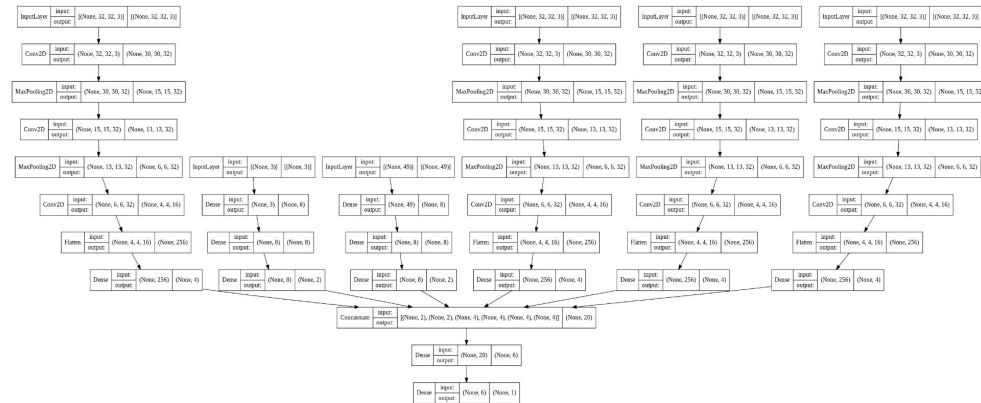 InputLayer input: output: [(None, 32, 32, 3)] [(None, 32, 32, 3)]
InputLayer input: output: [(None, 32, 32, 3)] [(None, 32, 32, 3)]
InputLayer input: output: [(None, 32, 32, 3)] [(None, 32, 32, 3)]
InputLayer input: output: [(None, 32, 32, 3)] [(None, 32, 32, 3)]
Conv2D input: output: (None, 32, 32, 3) (None, 30, 30, 32)
Conv2D input: output: (None, 32, 32, 3) (None, 30, 30, 32)
Conv2D input: output: (None, 32, 32, 3) (None, 30, 30, 32)
Conv2D input: output: (None, 32, 32, 3) (None, 30, 30, 32)
MaxPooling2D input: output: (None, 30, 30, 32) (None, 15, 15, 32)
MaxPooling2D input: output: (None, 30, 30, 32) (None, 15, 15, 32)
MaxPooling2D input: output: (None, 30, 30, 32) (None, 15, 15, 32)
MaxPooling2D input: output: (None, 30, 30, 32) (None, 15, 15, 32
Conv2D input: output: (None, 15, 15, 32) (None, 13, 13, 32)
Conv2D input: output: (None, 15, 15, 32) (None, 13, 13, 32)
Conv2D input: output: (None, 15, 15, 32) (None, 13, 13, 32)
Conv2D input: output: (None, 15, 15, 32) (None, 13, 13, 32)
MaxPooling2D input: output: (None, 13, 13, 32) (None, 6, 6, 32)
InputLayer input: output: [(None, 3)] [(None, 3)]
InputLayer input: output: [(None, 49)] [(None, 49)]
MaxPooling2D input: output: (None, 13, 13, 32) (None, 6, 6, 32)
MaxPooling2D input: output: (None, 13, 13, 32) (None, 6, 6, 32)
MaxPooling2D input: output: (None, 13, 13, 32) (None, 6, 6, 32)
Conv2D input: output: (None, 6, 6, 32) (None, 4, 4, 16)
Dense input: output: (None, 3) (None, 8)
Dense input: output: (None, 49) (None, 8)
Conv2D input: output: (None, 6, 6, 32) (None, 4, 4, 16)
Conv2D input: output: (None, 6, 6, 32) (None, 4, 4, 16)
Conv2D input: output: (None, 6, 6, 32) (None, 4, 4, 16)
Flatten input: output: (None, 4, 4, 16) (None, 256)
Dense input: output: (None, 8) (None, 8)
Dense input: output: (None, 8) (None, 8)
Flatten input: output: (None, 4, 4, 16) (None, 256)
Flatten input: output: (None, 4, 4, 16) (None, 256)
Flatten input: output: (None, 4, 4, 16) (None, 256)
Dense input: output: (None, 256) (None, 4)
Dense input: output: (None, 8) (None, 2)
Dense input: output: (None, 8) (None, 2)
Dense input: output: (None, 256) (None, 4)
Dense input: output: (None, 256) (None, 4)
Dense input: output: (None, 256) (None, 4)
Concatenate input: output: [(None, 2), (None, 2), (None, 4), (None, 4), (None, 4), (None, 4)] (None, 20)
Dense input: output: (None, 20) (None, 6)
Dense input: output: (None, 6) (None, 1)